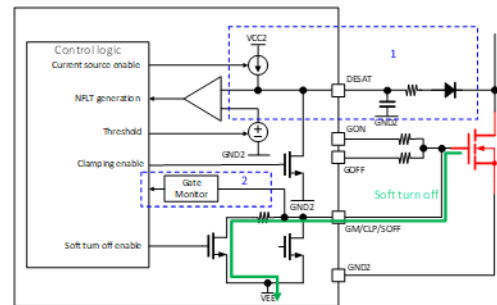 Control logic
VCC2
1
Current source enable
DESAT
NFLT generation
GND2
GON
Threshold
GND2
GOFF
Clamping enable
2
Gate
Monitor
GND2
Soft turn off
GM/CLP/SOFF
Soft turn off enable
GND2
VEE